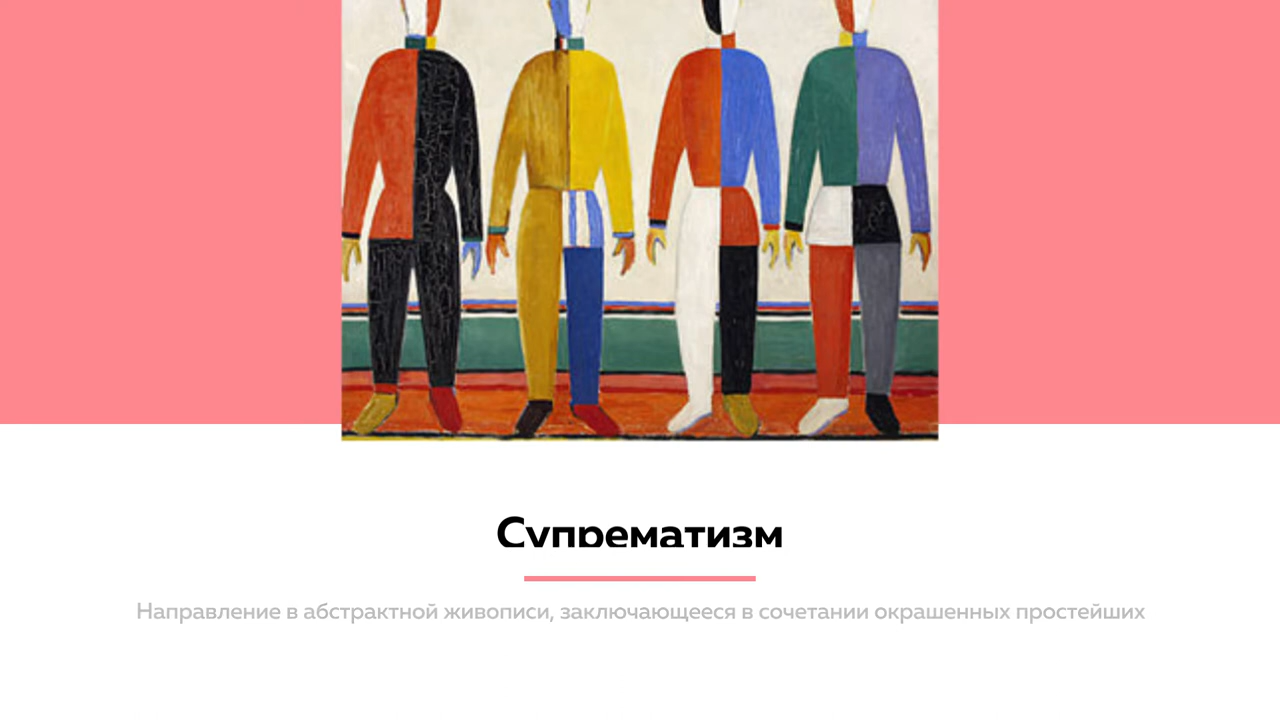 Супрематизм
Направление в абстрактной живописи, заключающееся в сочетании окрашенных простейших